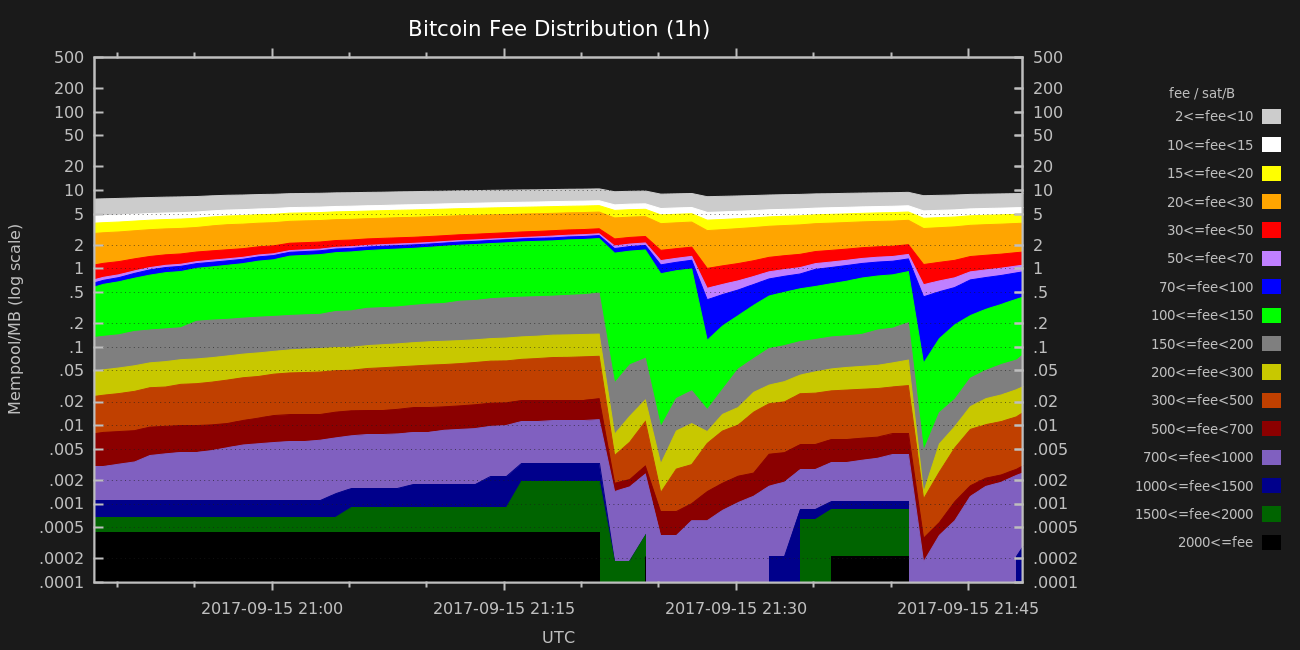 Bitcoin Fee Distribution (1h)
500
200
100
50
20
10
5
2
1
.5
.2
.1
.05
.02
.01
.005
.002
.001
.0005
.0002
.0001
Mempool/MB (log scale)
500
200
100
50
20
10
5
2
1
.5
.2
.1
.05
.02
.01
.005
.002
.001
.0005
.0002
.0001
2017-09-15 21:00
2017-09-15 21:15
2017-09-15 21:30
2017-09-15 21:45
UTC
fee / sat/B
2<=fee<10
10<=fee<15
15<=fee<20
20<=fee<30
30<=fee<50
50<=fee<70
70<=fee<100
100<=fee<150
150<=fee<200
200<=fee<300
300<=fee<500
500<=fee<700
700<=fee<1000
1000<=fee<1500
1500<=fee<2000
2000<=fee